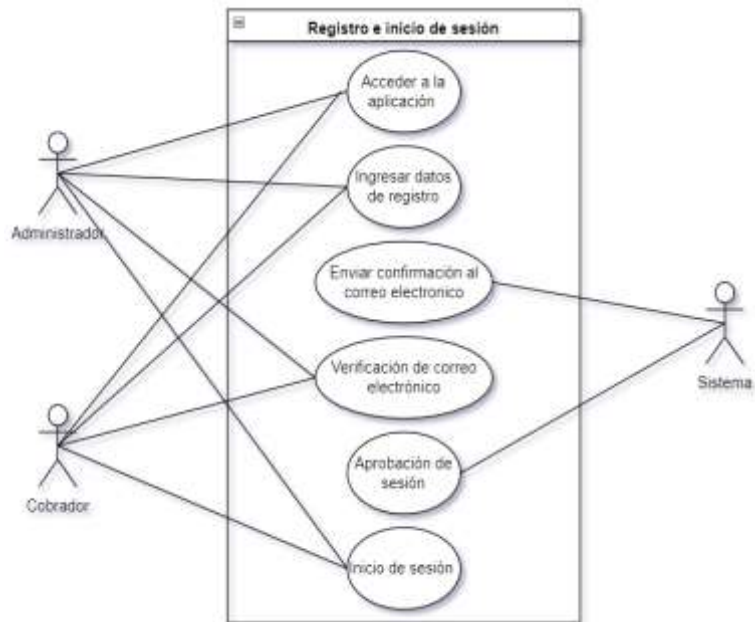 Registro e inicio de sesión
Acceder a la
aplicación
Ingresar datos
de registro
Administrador
Enviar confirmación al
correo electronico
Verificación de correo
electrónico
Sistema
Aprobación de
sesión
Cobrador
Inicio de sesión